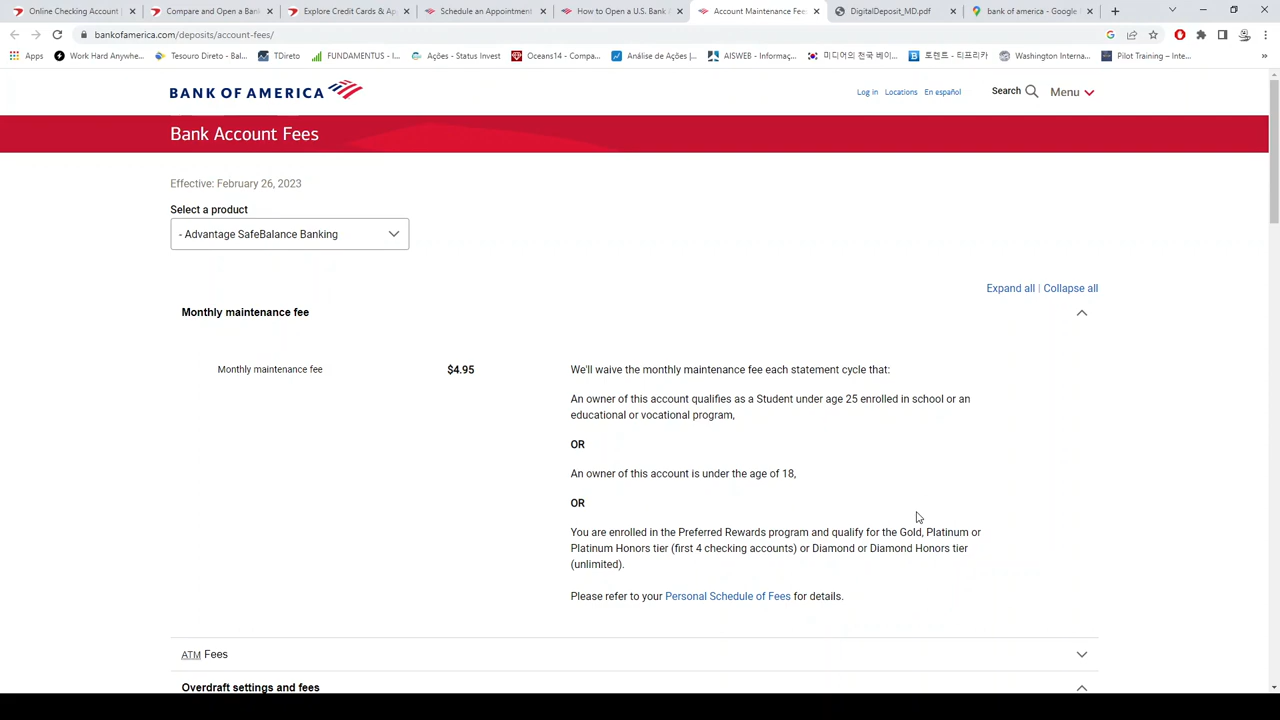 Online Checking Account
Compare and Open a Bank
Explore Credit Cards & Ap
Schedule an Appointment
How to Open a U.S. Bank A
Account Maintenance Fee
DigitalDeposit_MD.pdf
bank of america - Google
bankofamerica.com/deposits/account-fees/
Apps
Work Hard Anywhe...
Tesouro Direto - Bal...
TDireto
FUNDAMENTUS - I...
Ações - Status Invest
Oceans14 - Compa...
Análise de Ações |...
AISWEB - Informaç...
미디어의 전국 베이...
토렌트 - 티프리카
Washington Interna...
Pilot Training – Inte...
BANK OF AMERICA
Log in
Locations
En español
Search
Menu
Bank Account Fees
Effective: February 26, 2023
Select a product
- Advantage SafeBalance Banking
Expand all | Collapse all
Monthly maintenance fee
Monthly maintenance fee
$4.95
We'll waive the monthly maintenance fee each statement cycle that:
An owner of this account qualifies as a Student under age 25 enrolled in school or an
educational or vocational program,
OR
An owner of this account is under the age of 18,
OR
You are enrolled in the Preferred Rewards program and qualify for the Gold, Platinum or
Platinum Honors tier (first 4 checking accounts) or Diamond or Diamond Honors tier
(unlimited).
Please refer to your Personal Schedule of Fees for details.
ATM Fees
Overdraft settings and fees